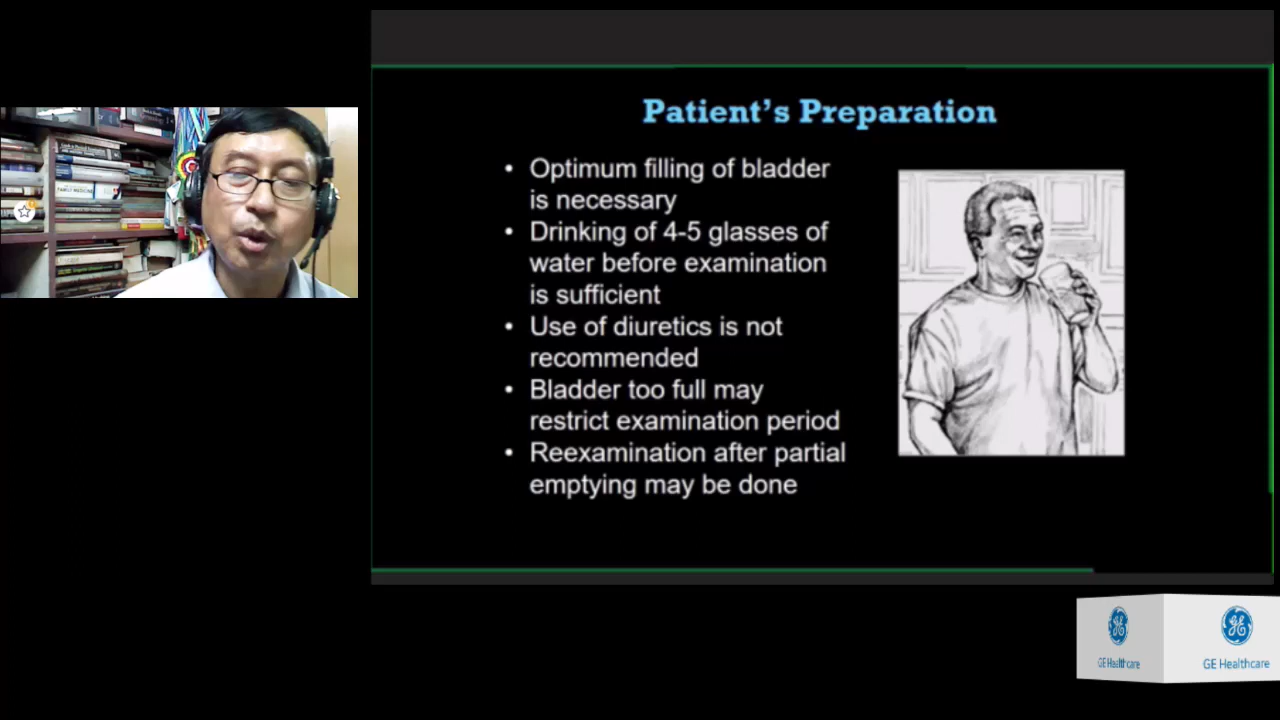 Patient's Preparation
• Optimum filling of bladder
is necessary
• Drinking of 4-5 glasses of
water before examination
is sufficient
• Use of diuretics is not
recommended
• Bladder too full may
restrict examination period
• Reexamination after partial
emptying may be done
FAMILY MEDICINE
GE Healthcare
GE Healthcare